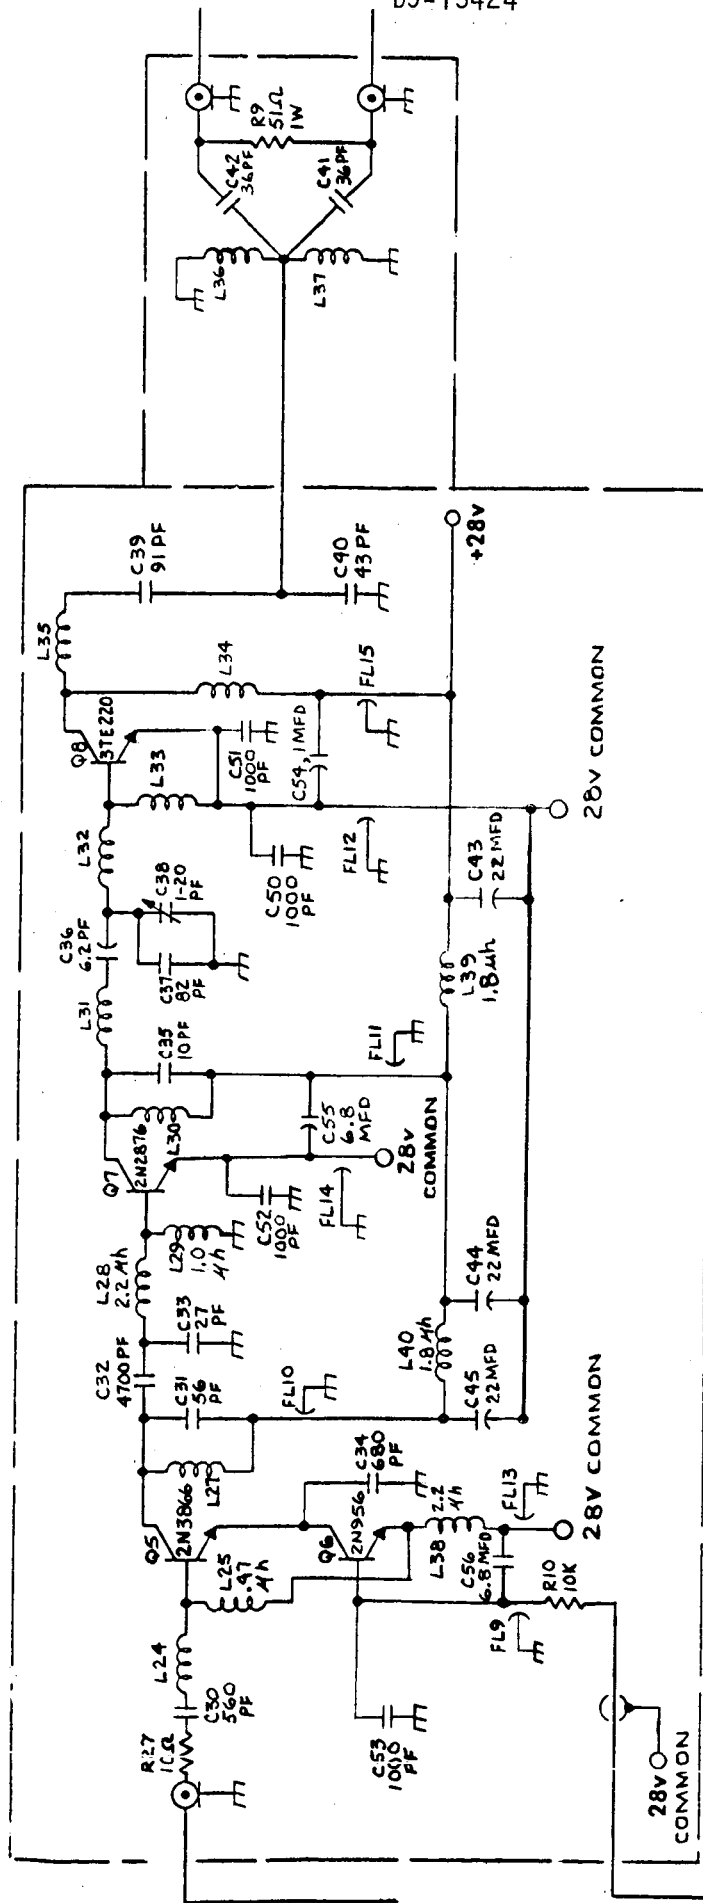 D5-15424
R9
51Ω
1W
C42
36PF
C41
36PF
L36
L37
C39
91PF
C40
43PF
+28V
L35
L34
FL15
Q8
3TE220
C51
1000
PF
C54, 1MFD
L33
28V COMMON
L32
C50
1000
PF
FL12
C43
22MFD
C36
6.2PF
C38
1-20
PF
C37
82
PF
L39
1.8μh
L31
C35
10PF
FL11
L30
C55
6.8
MFD
Q7
2N2876
28V
COMMON
C52
1000
PF
FL14
L28
2.2μh
L29
1.0
μh
C44
22MFD
C33
27
PF
L40
1.8μh
C32
4700PF
C31
56
PF
FL10
C45
22MFD
L27
C34
680
PF
28V COMMON
Q5
2N3866
Q6
2N956
L38
2.2
μh
FL13
L25
.47
μh
C56
6.8MFD
R10
10K
L24
FL9
C30
560
PF
R27
10Ω
C53
1000
PF
28V
COMMON